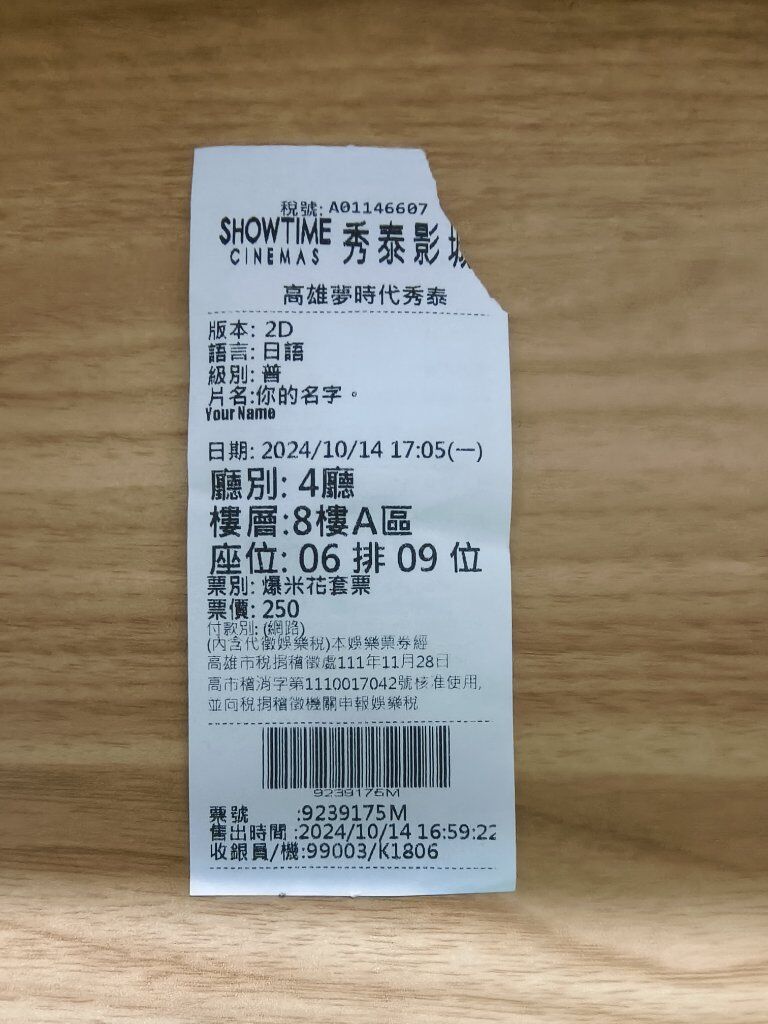 稅號: A01146607
SHOWTIME CINEMAS 秀泰影城
高雄夢時代秀泰
版本: 2D
語言: 日語
級別: 普
片名:你的名字。
Your Name
日期: 2024/10/14 17:05(一)
廳別: 4廳
樓層:8樓A區
座位: 06 排 09 位
票別: 爆米花套票
票價: 250
付款別: (網路)
(內含代徵娛樂稅)本娛樂票券經
高雄市稅捐稽徵處111年11月28日
高市稽消字第1110017042號核准使用,
並向稅捐稽徵機關申報娛樂稅
9239175M
票號 :9239175M
售出時間 :2024/10/14 16:59:22
收銀員/機:99003/K1806